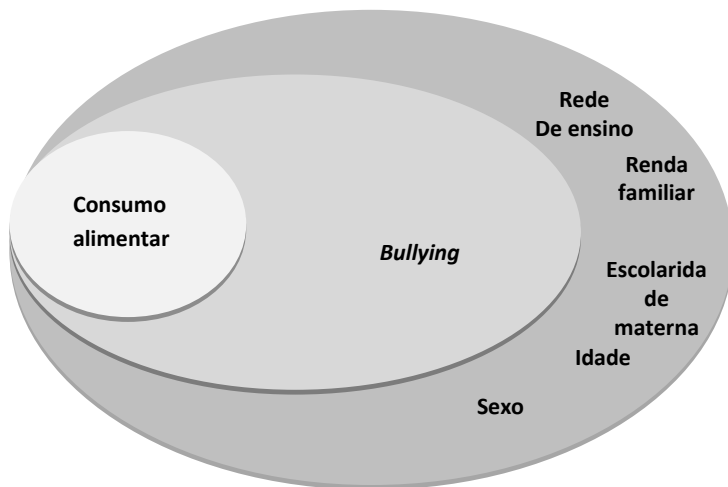 Rede
De ensino
Renda
familiar
Consumo
alimentar
Bullying
Escolarida
de
materna
Idade
Sexo